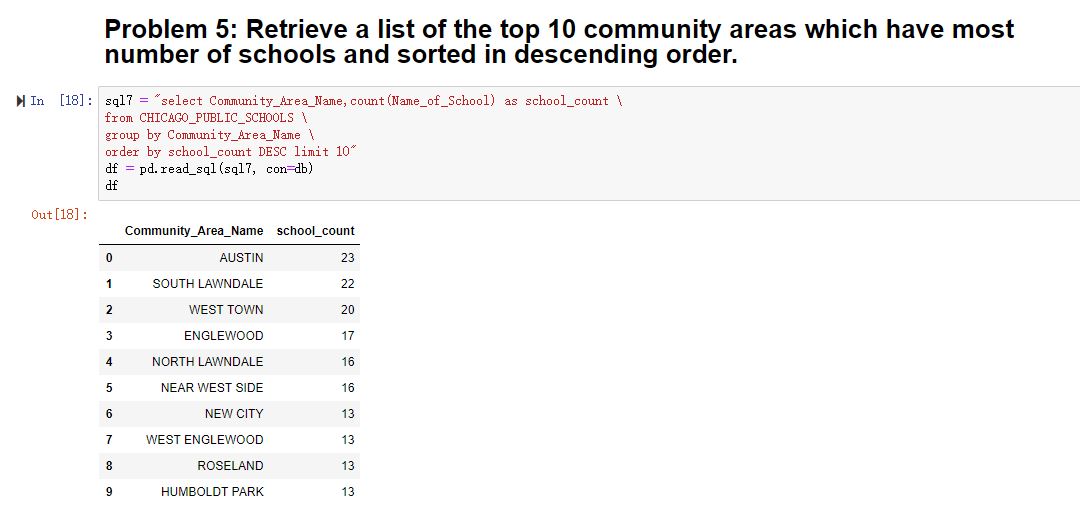 Problem 5: Retrieve a list of the top 10 community areas which have most
number of schools and sorted in descending order.
In [18]: sql7 = "select Community_Area_Name,count(Name_of_School) as school_count \
from CHICAGO_PUBLIC_SCHOOLS \
group by Community_Area_Name \
order by school_count DESC limit 10"
df = pd.read_sql(sql7, con=db)
df
Out[18]:
Community_Area_Name school_count
0 AUSTIN 23
1 SOUTH LAWNDALE 22
2 WEST TOWN 20
3 ENGLEWOOD 17
4 NORTH LAWNDALE 16
5 NEAR WEST SIDE 16
6 NEW CITY 13
7 WEST ENGLEWOOD 13
8 ROSELAND 13
9 HUMBOLDT PARK 13